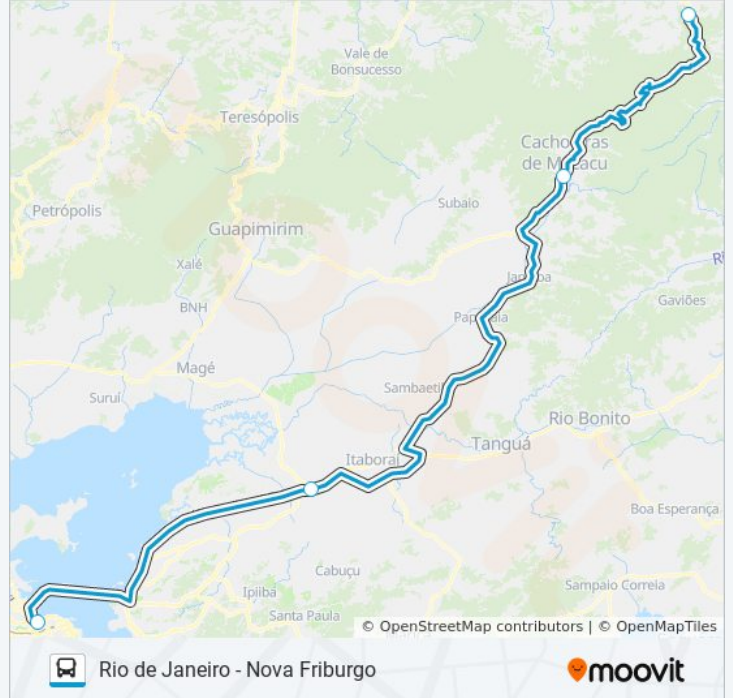 Vale de
Bonsucesso
Teresópolis
Cachoeiras
de Macacu
Petrópolis
Subaio
Guapimirim
Xalé
BNH
Gaviões
Magé
Suruí
Sambaeti
Rio Bonito
Tanguá
Itaboraí
Boa Esperança
Cabuçu
Ipiíba
Sampaio Correia
Santa Paula
© OpenStreetMap contributors | © OpenMapTiles
Rio de Janeiro - Nova Friburgo
moovit